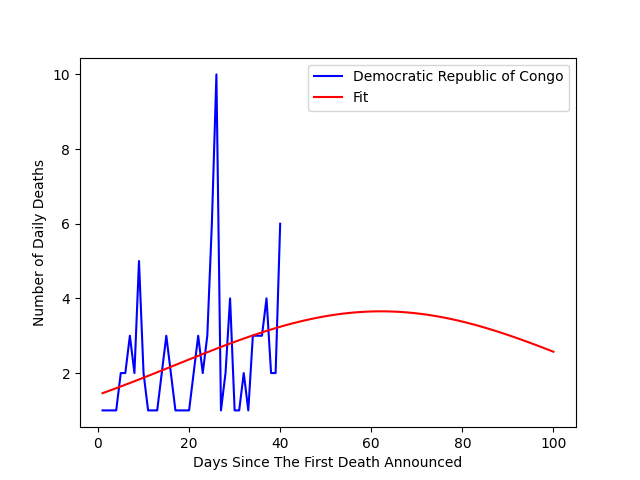 Democratic Republic of Congo
Fit
10
8
6
4
2
Number of Daily Deaths
0 20 40 60 80 100
Days Since The First Death Announced